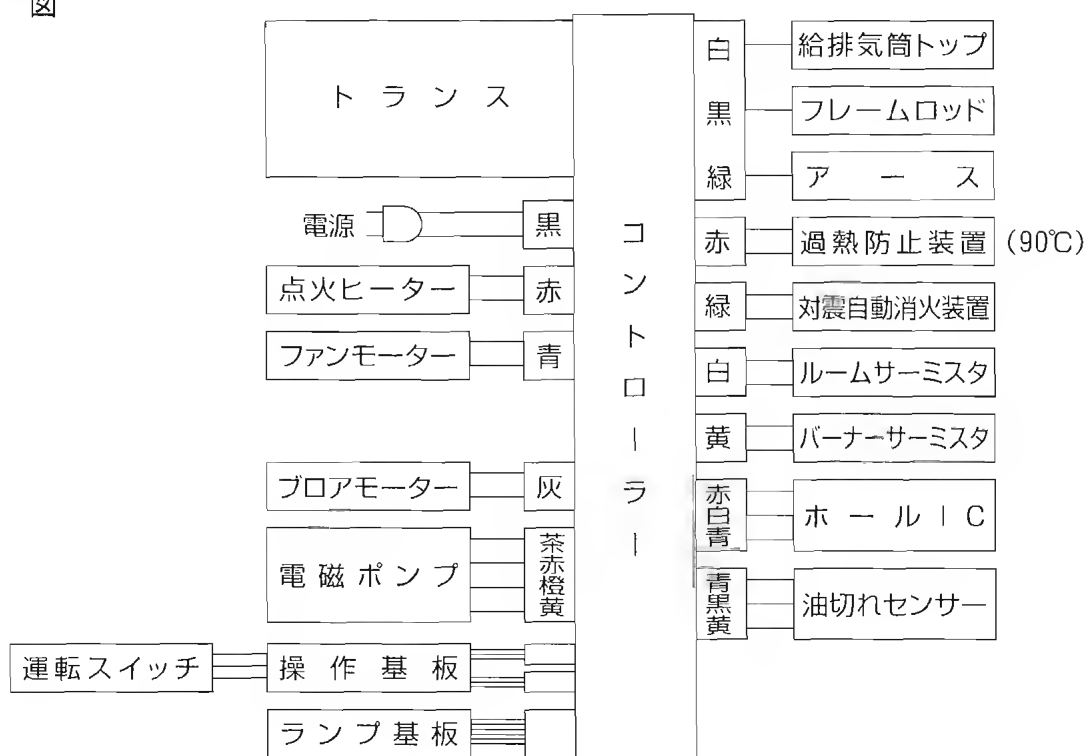 図
トランス
電源
黒
点火ヒーター
赤
ファンモーター
青
ブロアモーター
灰
電磁ポンプ
茶
赤
橙
黄
運転スイッチ
操作基板
ランプ基板
コントローラー
白
給排気筒トップ
黒
フレームロッド
緑
アース
赤
過熱防止装置 (90℃)
緑
対震自動消火装置
白
ルームサーミスタ
黄
バーナーサーミスタ
赤
白
青
ホールIC
青
黒
黄
油切れセンサー